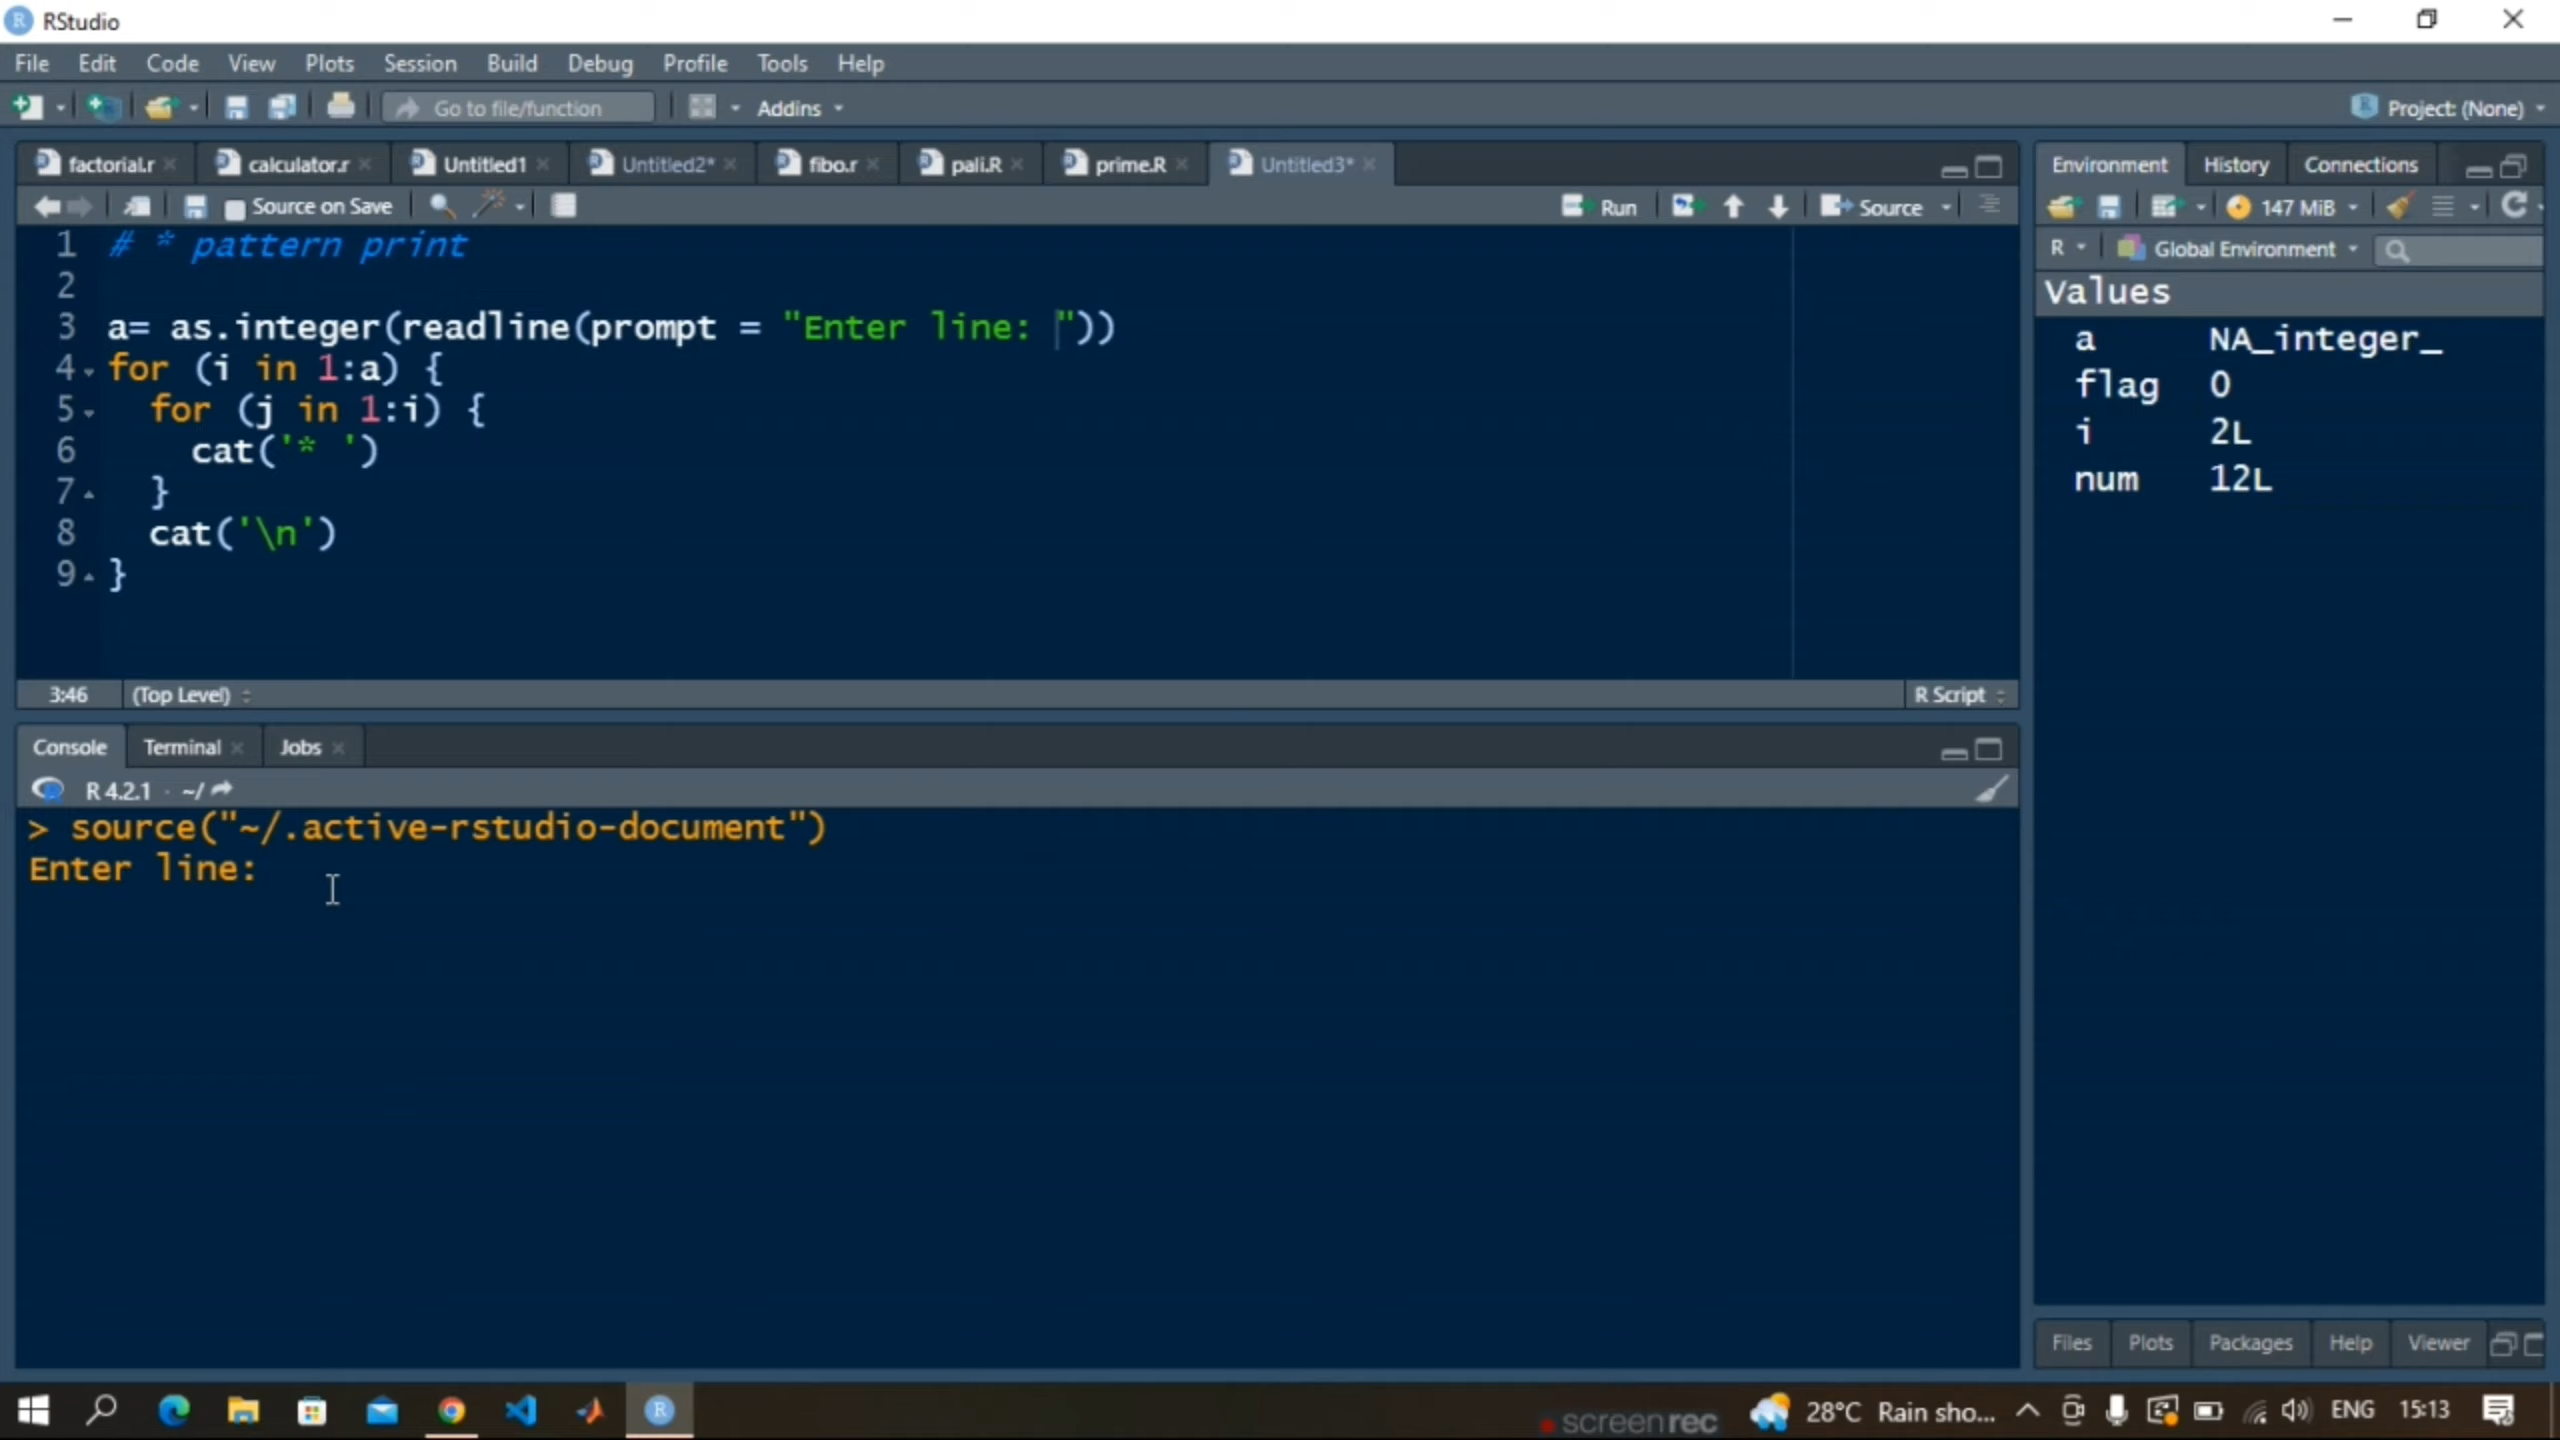 RStudio
File Edit Code View Plots Session Build Debug Profile Tools Help
Go to file/function Addins Project: (None)
factorial.r calculator.r Untitled1 Untitled2* fibo.r pali.R prime.R Untitled3*
Source on Save Run Source
1 # * pattern print
2
3 a= as.integer(readline(prompt = "Enter line: "))
4 for (i in 1:a) {
5 for (j in 1:i) {
6 cat('* ')
7 }
8 cat('\n')
9 }
3:46 (Top Level) R Script
Console Terminal Jobs
R 4.2.1 · ~/
> source("~/.active-rstudio-document")
Enter line:
Environment History Connections
147 MiB
R Global Environment
Values
a NA_integer_
flag 0
i 2L
num 12L
Files Plots Packages Help Viewer
screenrec
28°C Rain sho... ENG 15:13